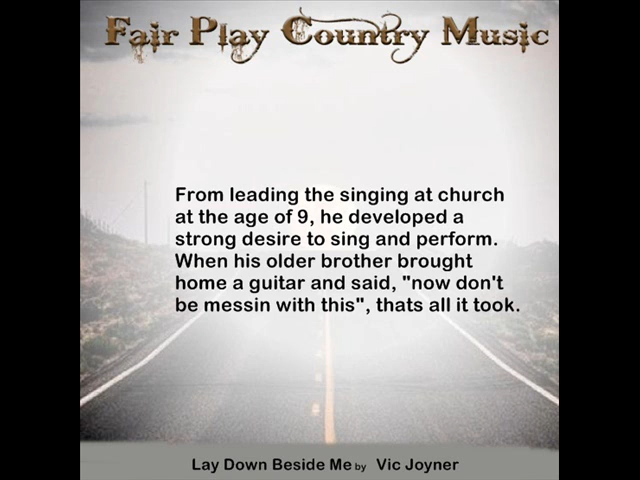 Fair Play Country Music
From leading the singing at church
at the age of 9, he developed a
strong desire to sing and perform.
When his older brother brought
home a guitar and said, "now don't
be messin with this", thats all it took.
Lay Down Beside Me by Vic Joyner